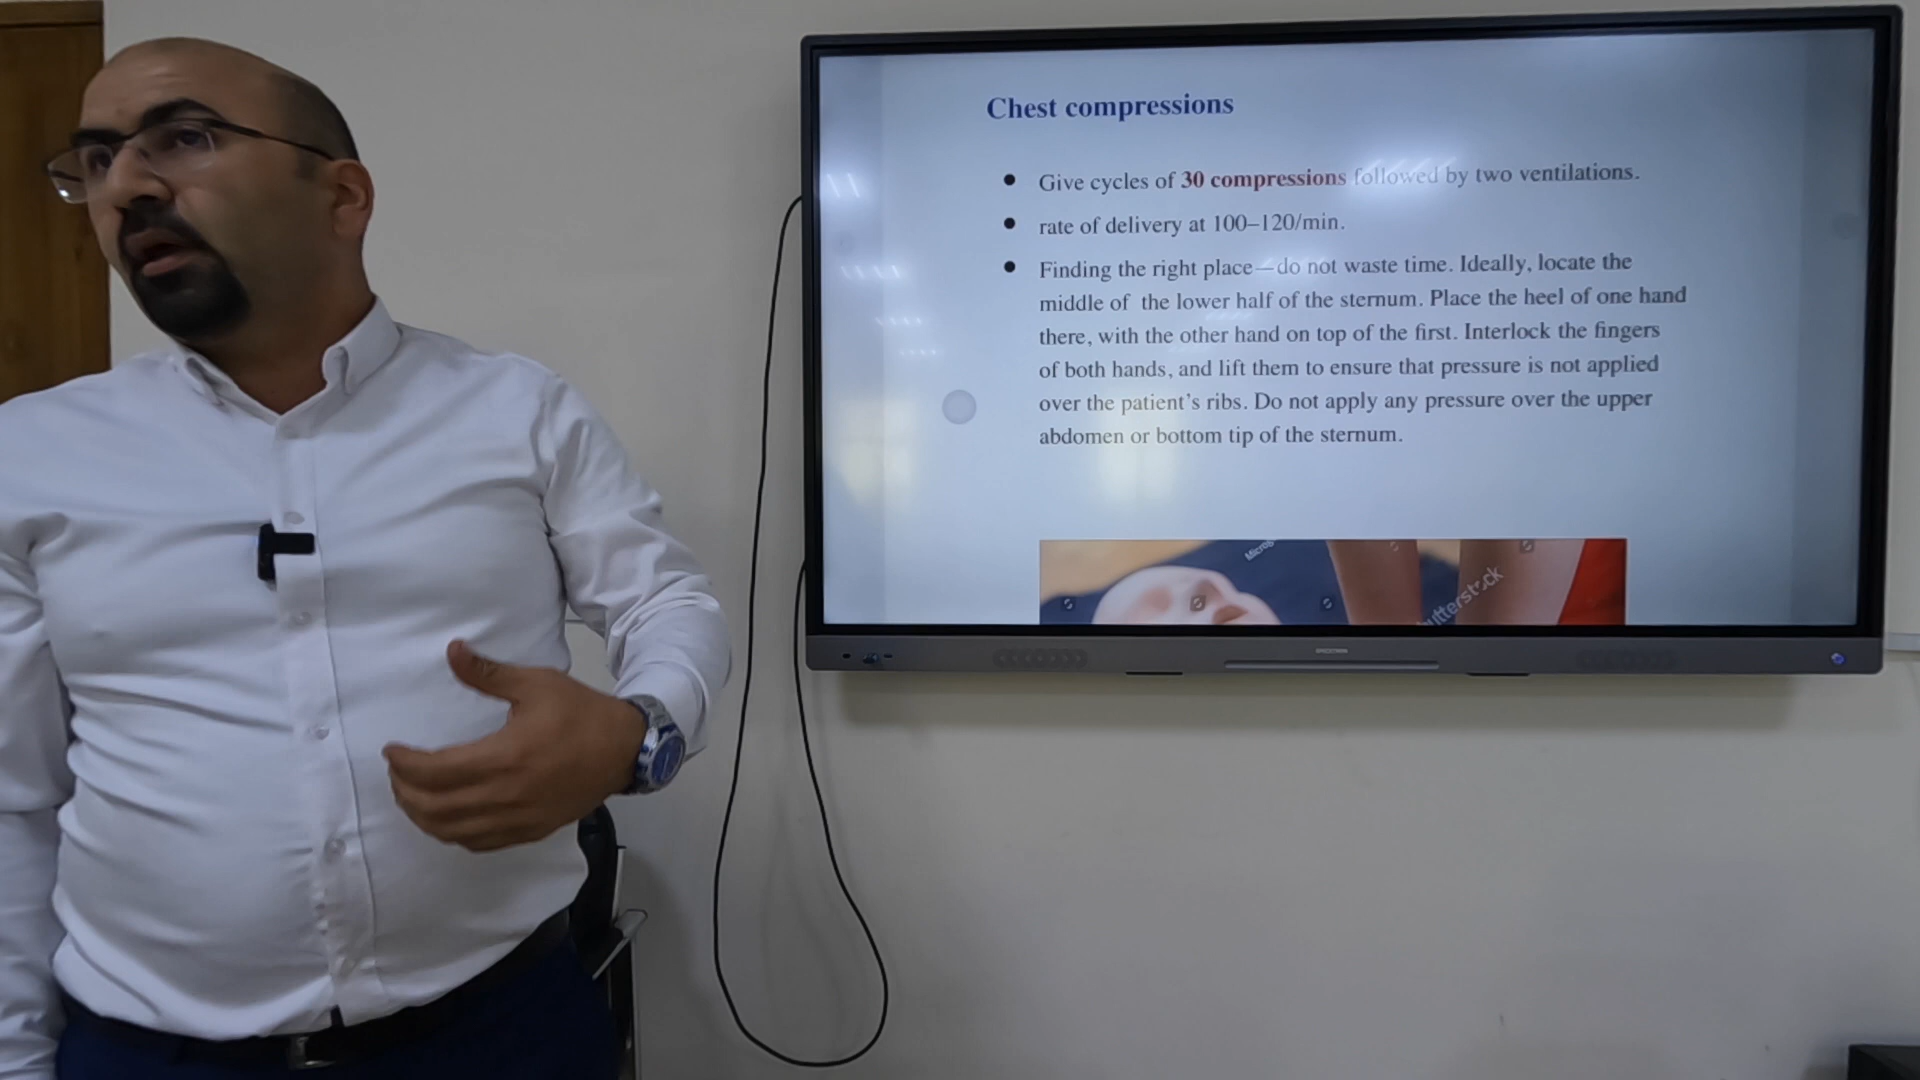 Chest compressions
Give cycles of 30 compressions followed by two ventilations.
rate of delivery at 100–120/min.
Finding the right place—do not waste time. Ideally, locate the
middle of the lower half of the sternum. Place the heel of one hand
there, with the other hand on top of the first. Interlock the fingers
of both hands, and lift them to ensure that pressure is not applied
over the patient's ribs. Do not apply any pressure over the upper
abdomen or bottom tip of the sternum.